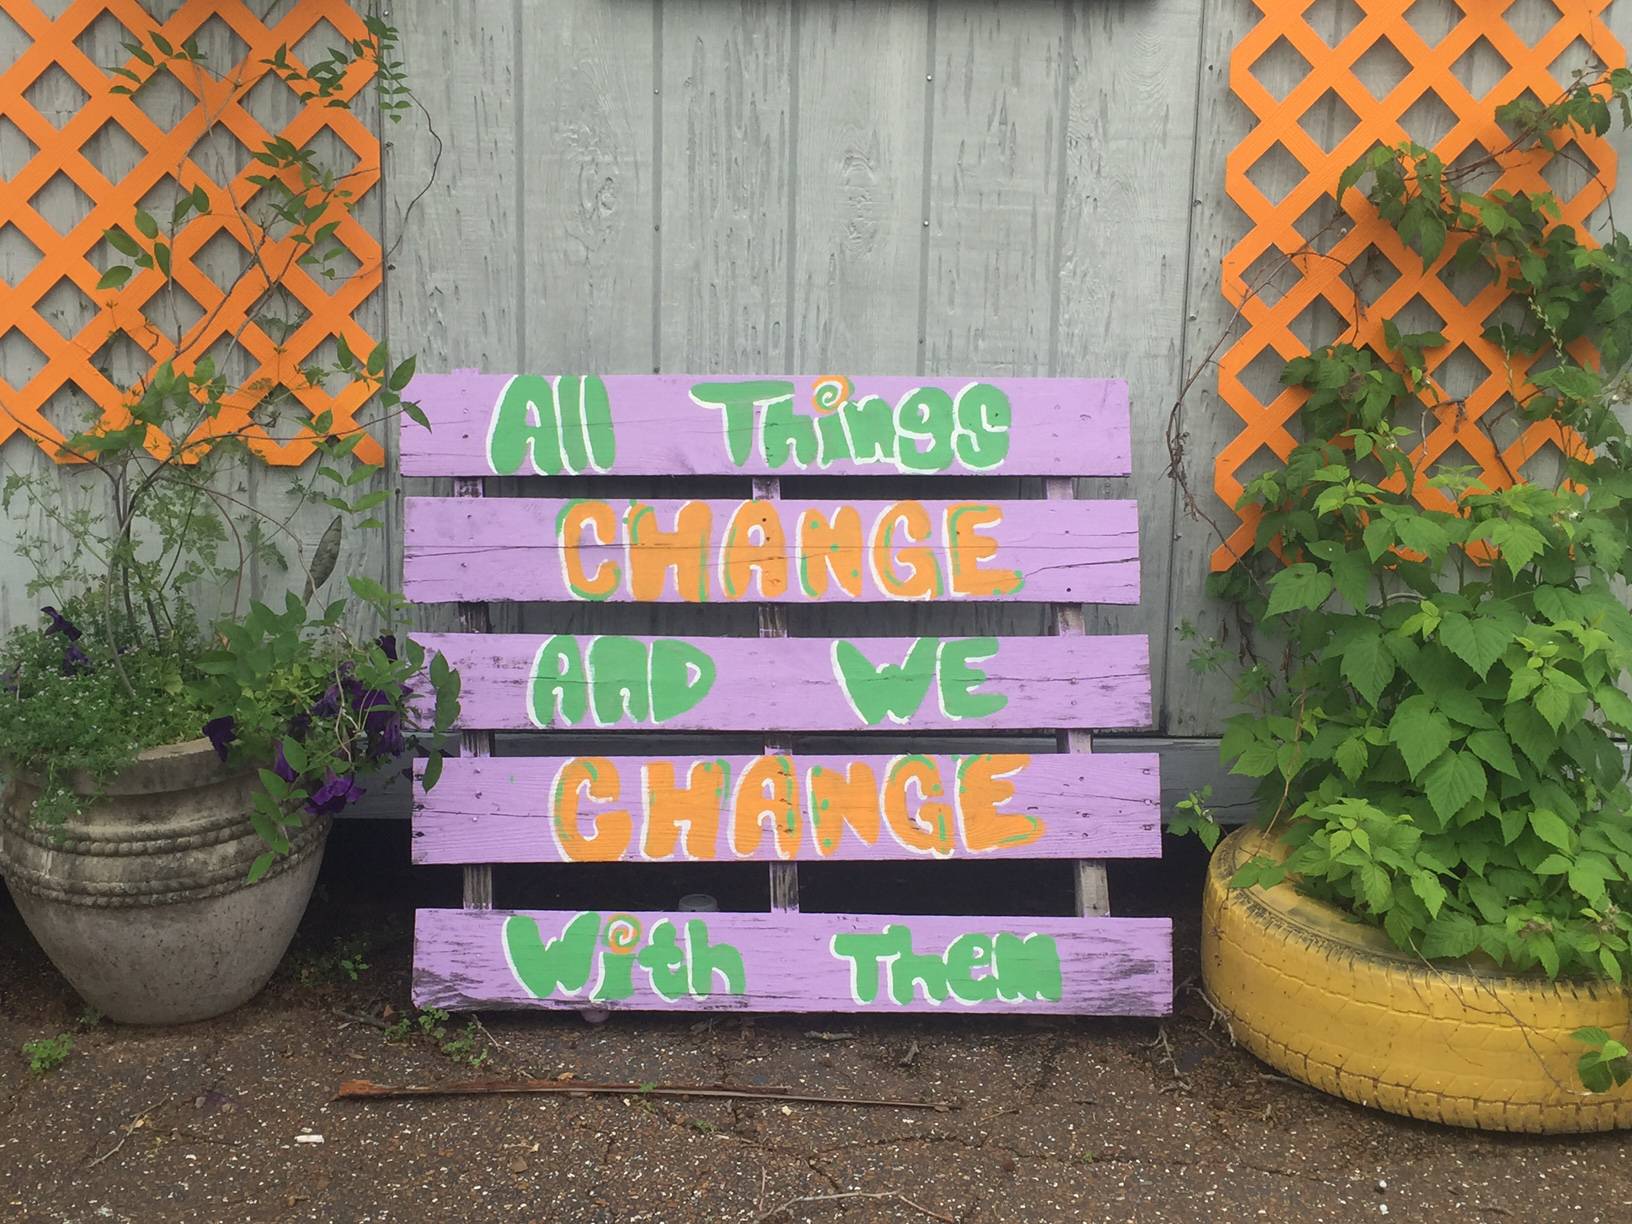 All Things
CHANGE
AND WE
CHANGE
With Them